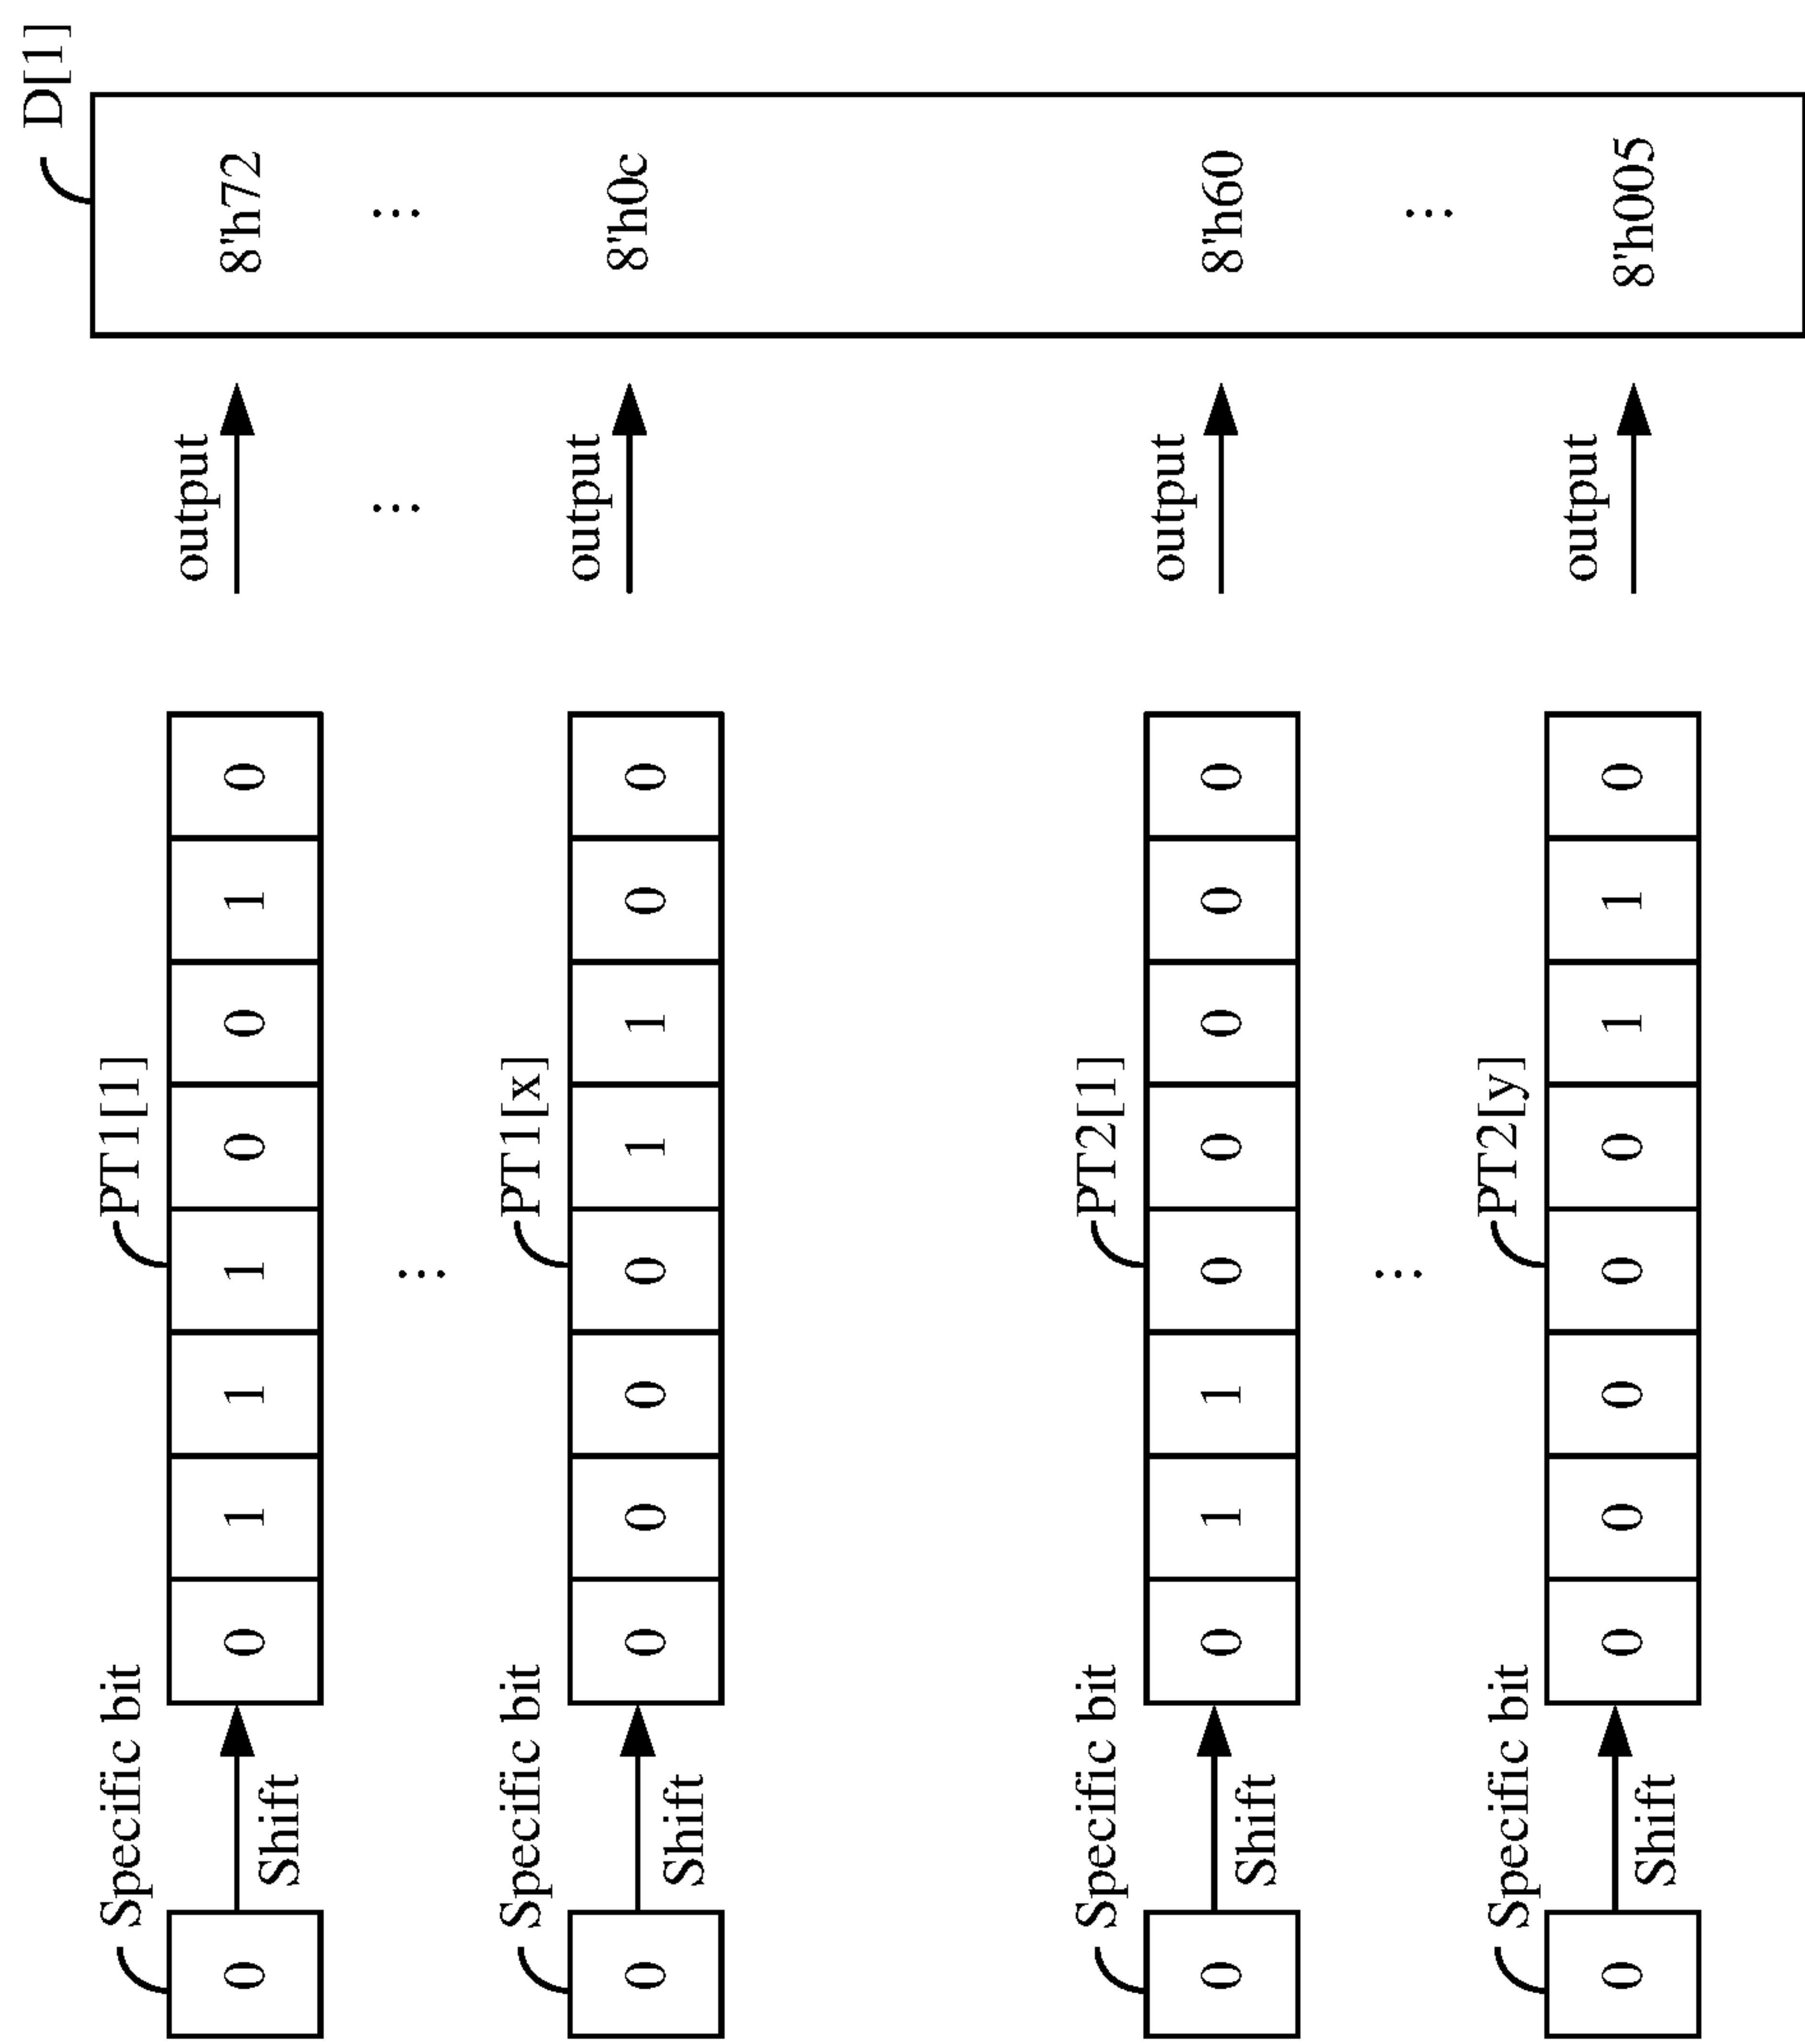 D[1]
Specific bit PT1[1] output
0 0 1 1 1 0 0 1 0 8'h72
Shift
Specific bit PT1[x] output
0 0 0 0 0 1 1 0 0 8'h0c
Shift
Specific bit PT2[1] output
0 0 1 1 0 0 0 0 0 8'h60
Shift
Specific bit PT2[y] output
0 0 0 0 0 0 1 1 0 8'h005
Shift